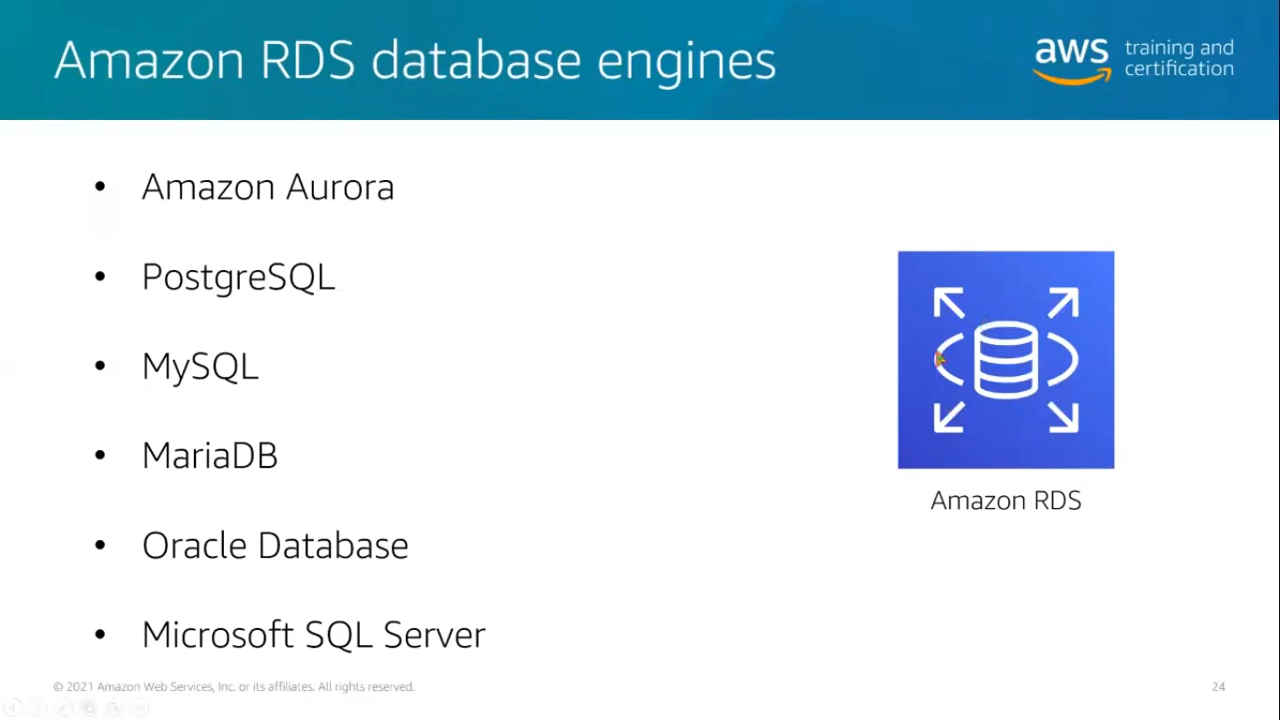 Amazon RDS database engines
aws training and
certification
• Amazon Aurora
• PostgreSQL
• MySQL
• MariaDB
• Oracle Database
• Microsoft SQL Server
Amazon RDS
© 2021 Amazon Web Services, Inc. or its affiliates. All rights reserved.
24